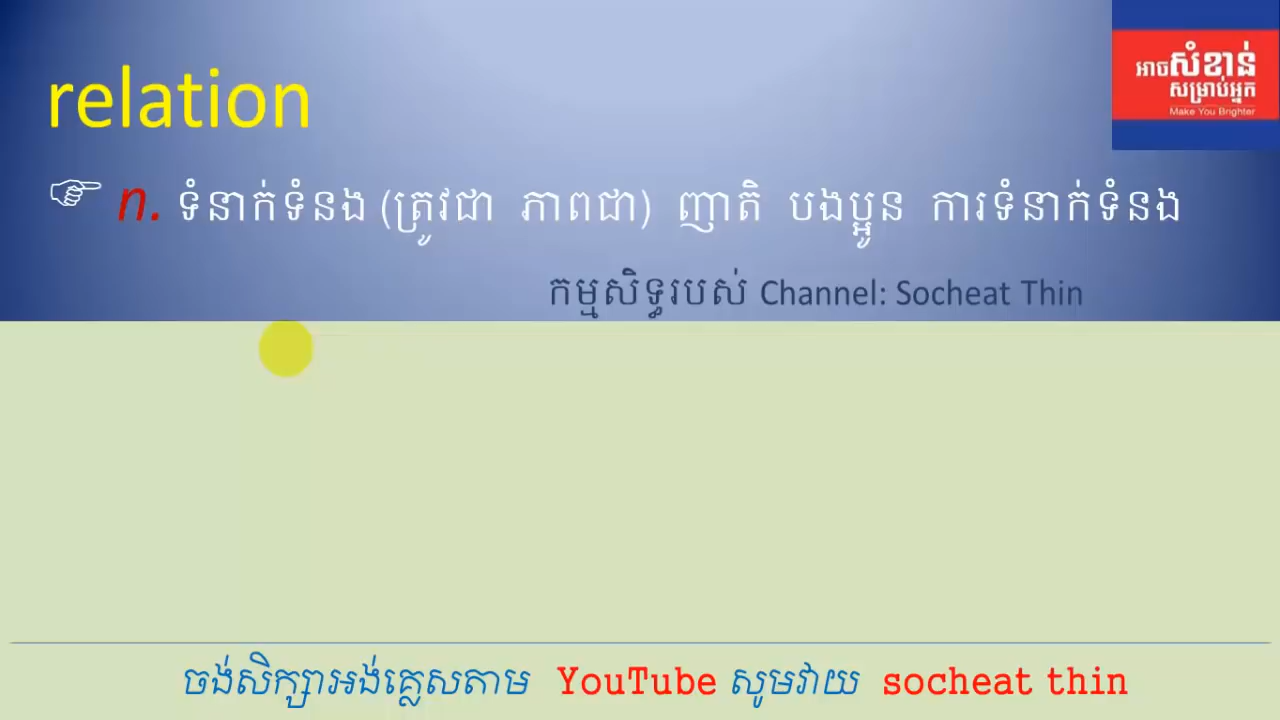 relation
អាចសំខាន់
សម្រាប់អ្នក
Make You Brighter
n. ទំនាក់ទំនង (ត្រូវជា ភាពជា) ញាតិ បងប្អូន ការទំនាក់ទំនង
កម្មសិទ្ធរបស់ Channel: Socheat Thin
ចង់សិក្សាអង់គ្លេសតាម YouTube សូមវាយ socheat thin